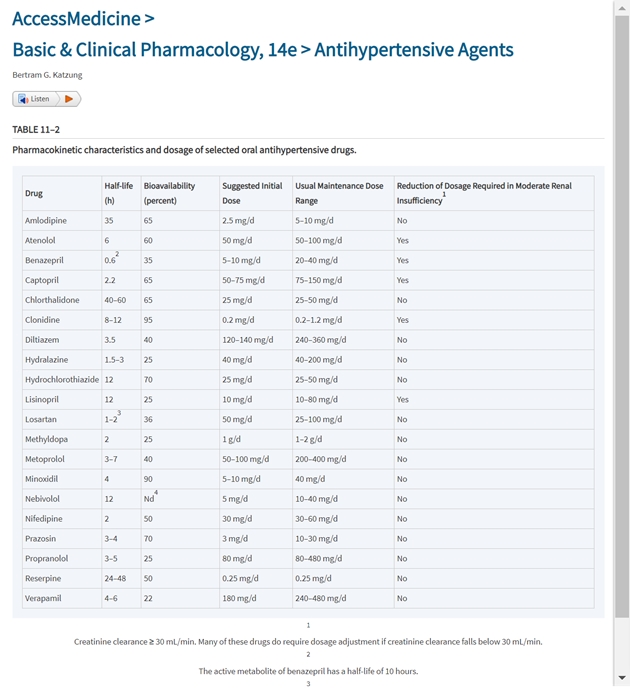 AccessMedicine >
Basic & Clinical Pharmacology, 14e > Antihypertensive Agents
Bertram G. Katzung
Listen
TABLE 11–2
Pharmacokinetic characteristics and dosage of selected oral antihypertensive drugs.
Drug Half-life (h) Bioavailability (percent) Suggested Initial Dose Usual Maintenance Dose Range Reduction of Dosage Required in Moderate Renal Insufficiency1
Amlodipine 35 65 2.5 mg/d 5–10 mg/d No
Atenolol 6 60 50 mg/d 50–100 mg/d Yes
Benazepril 0.62 35 5–10 mg/d 20–40 mg/d Yes
Captopril 2.2 65 50–75 mg/d 75–150 mg/d Yes
Chlorthalidone 40–60 65 25 mg/d 25–50 mg/d No
Clonidine 8–12 95 0.2 mg/d 0.2–1.2 mg/d Yes
Diltiazem 3.5 40 120–140 mg/d 240–360 mg/d No
Hydralazine 1.5–3 25 40 mg/d 40–200 mg/d No
Hydrochlorothiazide 12 70 25 mg/d 25–50 mg/d No
Lisinopril 12 25 10 mg/d 10–80 mg/d Yes
Losartan 1–23 36 50 mg/d 25–100 mg/d No
Methyldopa 2 25 1 g/d 1–2 g/d No
Metoprolol 3–7 40 50–100 mg/d 200–400 mg/d No
Minoxidil 4 90 5–10 mg/d 40 mg/d No
Nebivolol 12 Nd4 5 mg/d 10–40 mg/d No
Nifedipine 2 50 30 mg/d 30–60 mg/d No
Prazosin 3–4 70 3 mg/d 10–30 mg/d No
Propranolol 3–5 25 80 mg/d 80–480 mg/d No
Reserpine 24–48 50 0.25 mg/d 0.25 mg/d No
Verapamil 4–6 22 180 mg/d 240–480 mg/d No
1
Creatinine clearance ≥ 30 mL/min. Many of these drugs do require dosage adjustment if creatinine clearance falls below 30 mL/min.
2
The active metabolite of benazepril has a half-life of 10 hours.
3